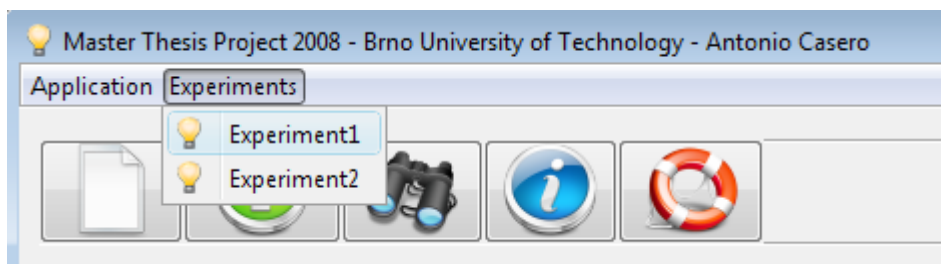 Master Thesis Project 2008 - Brno University of Technology - Antonio Casero
Application Experiments
Experiment1
Experiment2